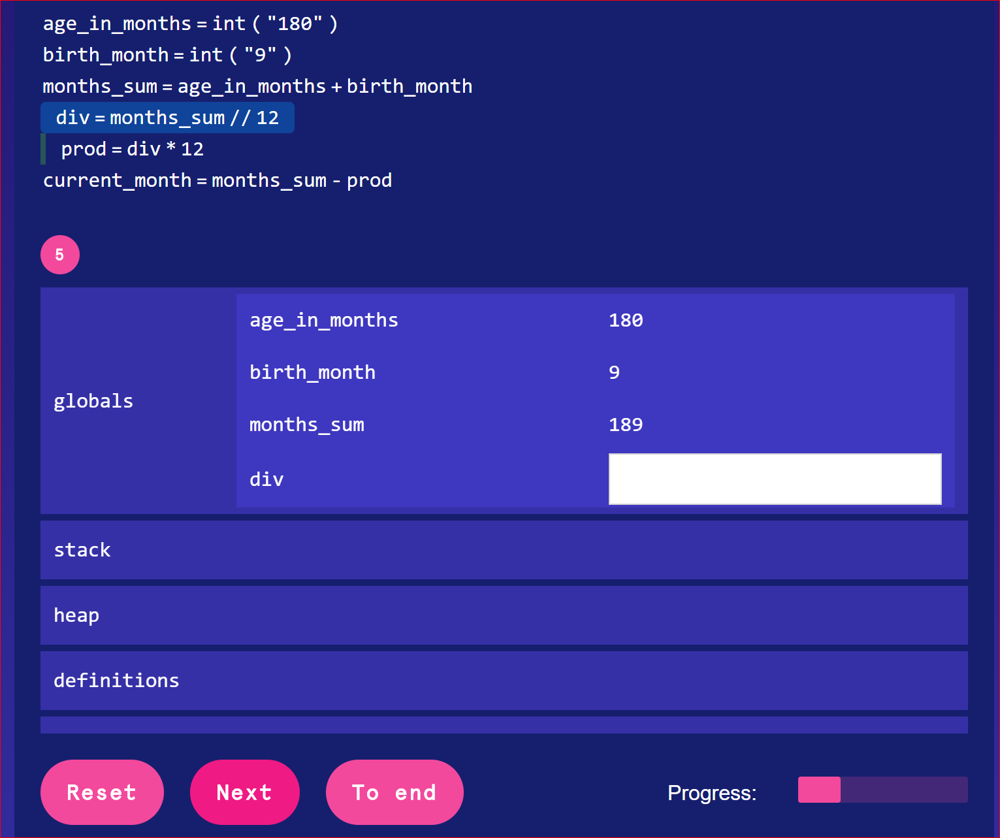 age_in_months = int ( "180" )
birth_month = int ( "9" )
months_sum = age_in_months + birth_month
div = months_sum // 12
prod = div * 12
current_month = months_sum - prod
5
globals
age_in_months 180
birth_month 9
months_sum 189
div
stack
heap
definitions
Reset Next To end Progress: